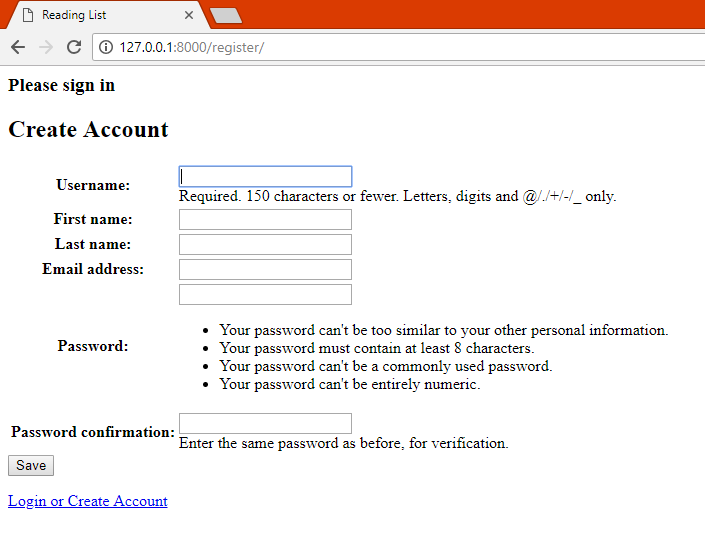 Reading List
127.0.0.1:8000/register/
Please sign in
Create Account
Username:
Required. 150 characters or fewer. Letters, digits and @/./+/-/_ only.
First name:
Last name:
Email address:
Password:
Your password can't be too similar to your other personal information.
Your password must contain at least 8 characters.
Your password can't be a commonly used password.
Your password can't be entirely numeric.
Password confirmation:
Enter the same password as before, for verification.
Save
Login or Create Account